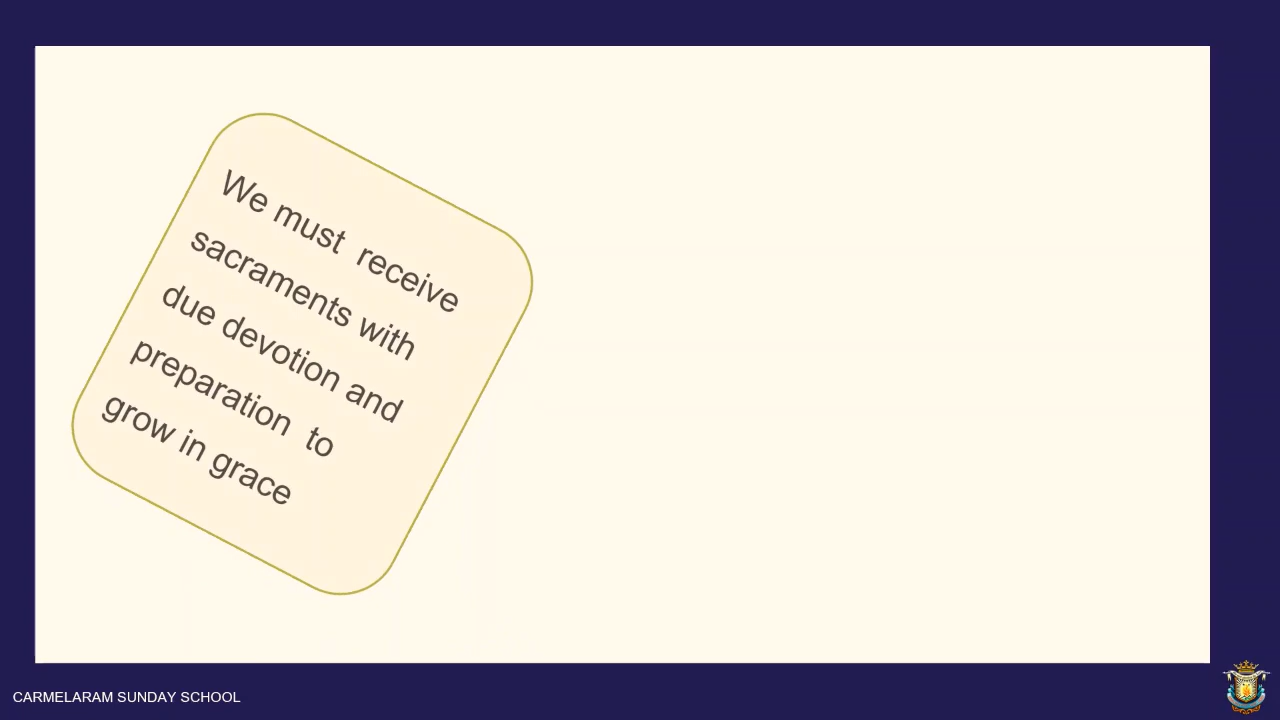 We must  receive
sacraments with
due devotion and
preparation  to
grow in grace
CARMELARAM SUNDAY SCHOOL